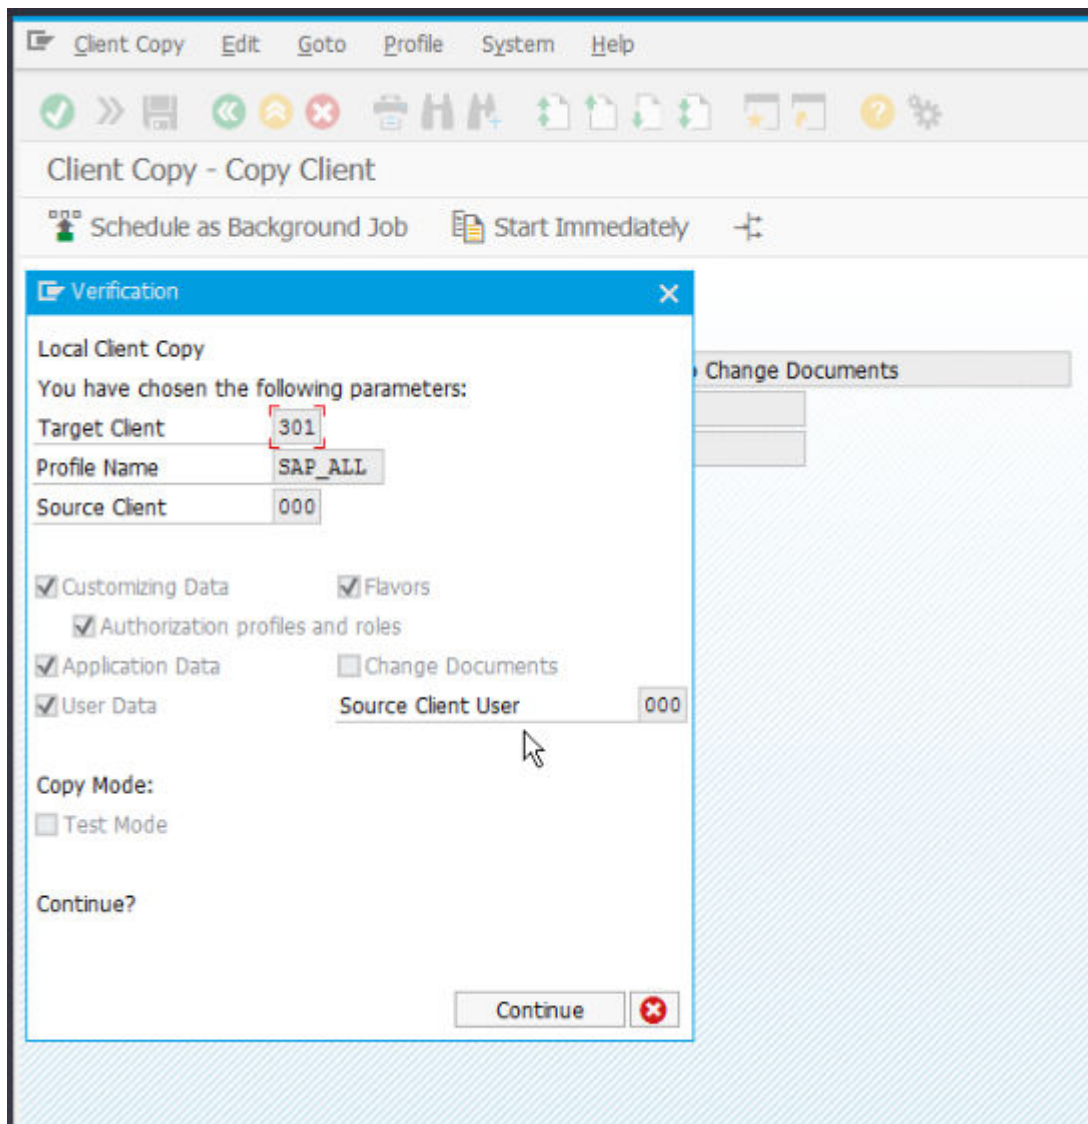 Client Copy Edit Goto Profile System Help
Client Copy - Copy Client
Schedule as Background Job Start Immediately
Verification
Local Client Copy
You have chosen the following parameters:
Change Documents
Target Client 301
Profile Name SAP_ALL
Source Client 000
Customizing Data Flavors
Authorization profiles and roles
Application Data Change Documents
User Data Source Client User 000
Copy Mode:
Test Mode
Continue?
Continue